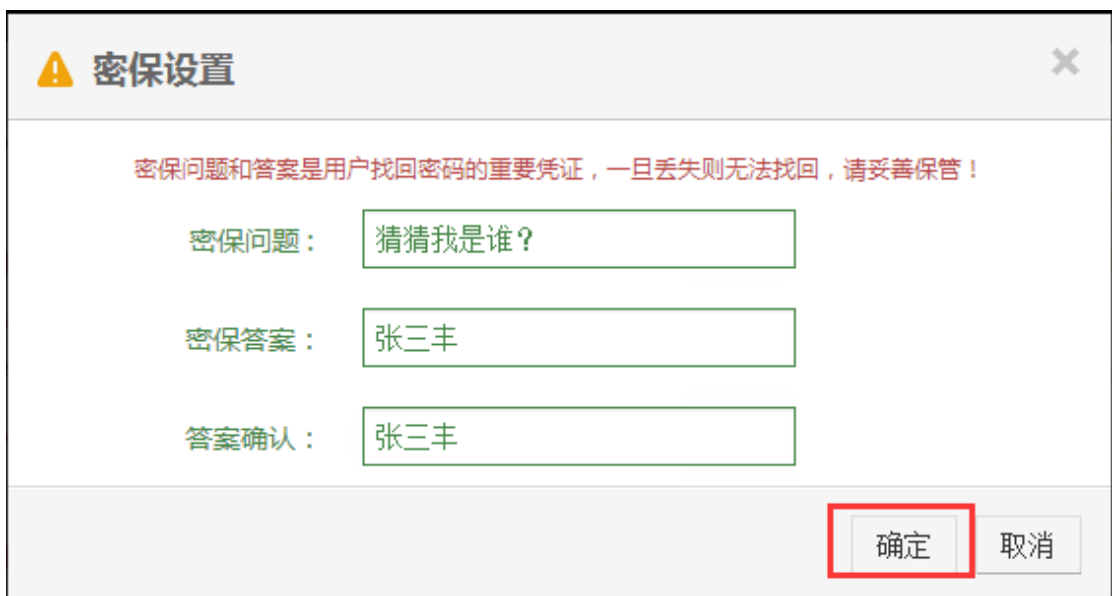 密保设置
密保问题和答案是用户找回密码的重要凭证，一旦丢失则无法找回，请妥善保管！
密保问题： 猜猜我是谁？
密保答案： 张三丰
答案确认： 张三丰
确定 取消